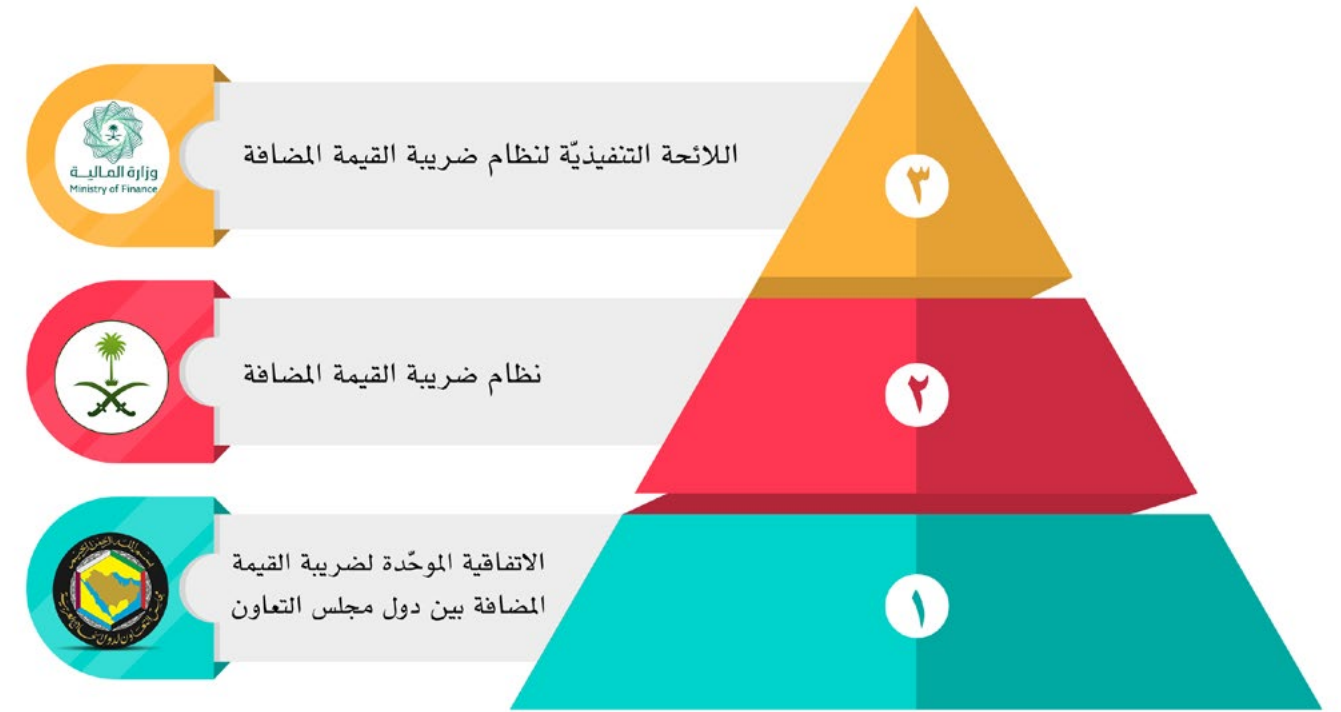 اللائحة التنفيذيّة لنظام ضريبة القيمة المضافة
٣
وزارة الماليــة
Ministry of Finance
نظام ضريبة القيمة المضافة
٢
الاتفاقية الموحّدة لضريبة القيمة
المضافة بين دول مجلس التعاون
١